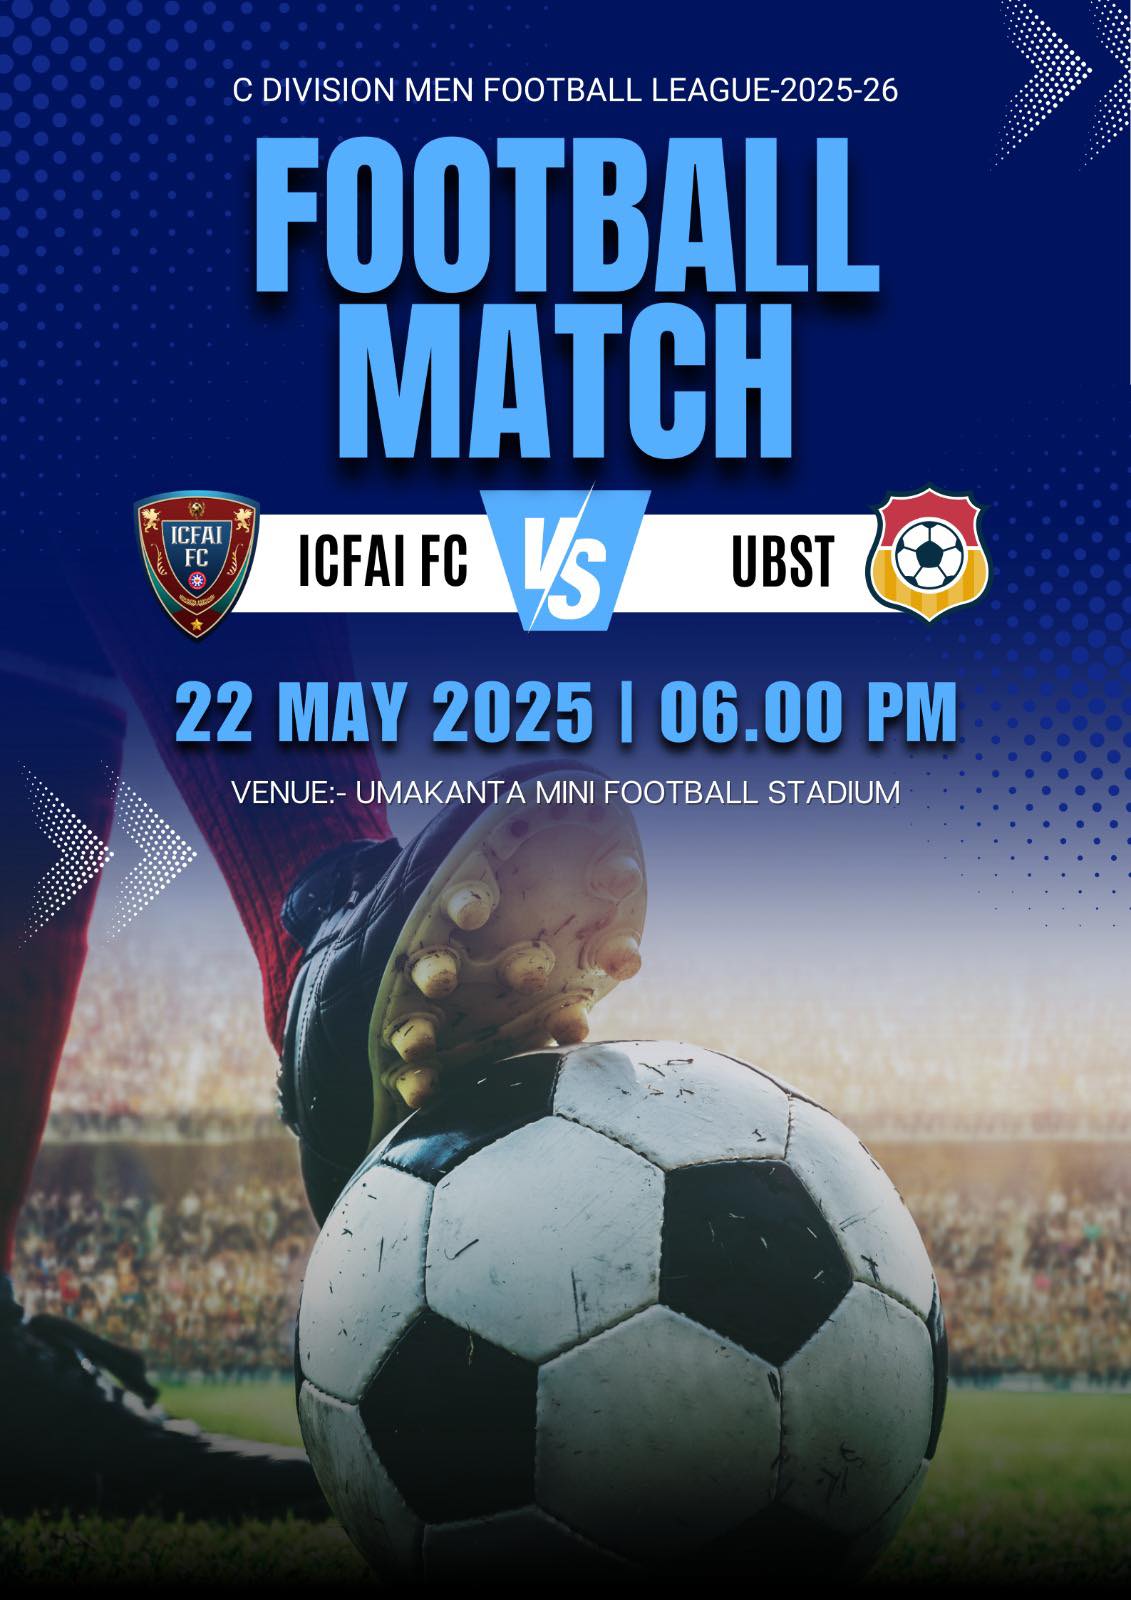 C DIVISION MEN FOOTBALL LEAGUE-2025-26
FOOTBALL
MATCH
ICFAI
FC
ICFAI FC
VS
UBST
22 MAY 2025 | 06.00 PM
VENUE:- UMAKANTA MINI FOOTBALL STADIUM